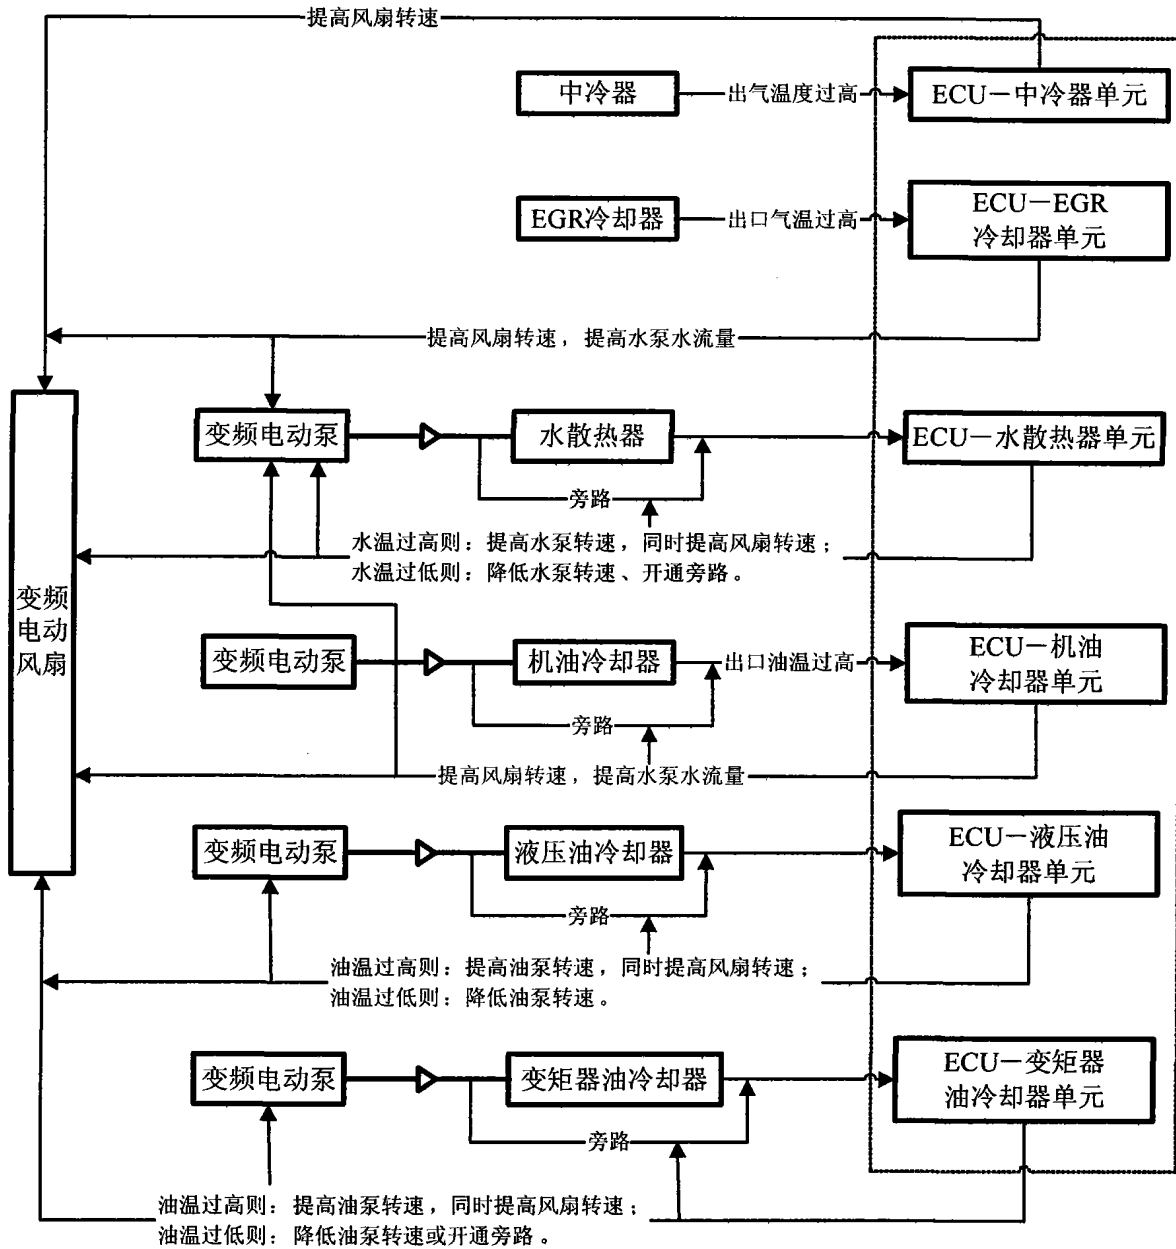 提高风扇转速
中冷器
出气温度过高
ECU－中冷器单元
EGR冷却器
出口气温过高
ECU－EGR
冷却器单元
提高风扇转速，提高水泵水流量
变频电动泵
水散热器
ECU－水散热器单元
旁路
水温过高则：提高水泵转速，同时提高风扇转速；
水温过低则：降低水泵转速、开通旁路。
变频
电动
风扇
变频电动泵
机油冷却器
出口油温过高
ECU－机油
冷却器单元
旁路
提高风扇转速，提高水泵水流量
变频电动泵
液压油冷却器
ECU－液压油
冷却器单元
旁路
油温过高则：提高油泵转速，同时提高风扇转速；
油温过低则：降低油泵转速。
变频电动泵
变矩器油冷却器
ECU－变矩器
油冷却器单元
旁路
油温过高则：提高油泵转速，同时提高风扇转速；
油温过低则：降低油泵转速或开通旁路。